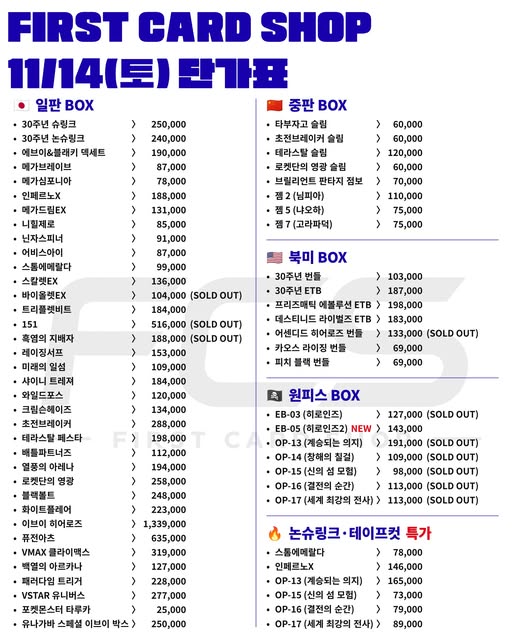 FIRST CARD SHOP
11/14(토) 단가표
일판 BOX
• 30주년 슈링크 〉 250,000
• 30주년 논슈링크 〉 240,000
• 에브이&블래키 덱세트 〉 190,000
• 메가브레이브 〉 87,000
• 메가심포니아 〉 78,000
• 인페르노X 〉 188,000
• 메가드림EX 〉 131,000
• 니힐제로 〉 85,000
• 닌자스피너 〉 91,000
• 어비스아이 〉 87,000
• 스톰에메랄다 〉 99,000
• 스칼렛EX 〉 136,000
• 바이올렛EX 〉 104,000 (SOLD OUT)
• 트리플렛비트 〉 184,000
• 151 〉 516,000 (SOLD OUT)
• 흑염의 지배자 〉 188,000 (SOLD OUT)
• 레이징서프 〉 153,000
• 미래의 일섬 〉 109,000
• 샤이니 트레져 〉 184,000
• 와일드포스 〉 120,000
• 크림슨헤이즈 〉 134,000
• 초전브레이커 〉 288,000
• 테라스탈 페스타 〉 198,000
• 배틀파트너즈 〉 112,000
• 열풍의 아레나 〉 194,000
• 로켓단의 영광 〉 258,000
• 블랙볼트 〉 248,000
• 화이트플레어 〉 223,000
• 이브이 히어로즈 〉 1,339,000
• 퓨전아츠 〉 635,000
• VMAX 클라이맥스 〉 319,000
• 백열의 아르카나 〉 127,000
• 패러다임 트리거 〉 228,000
• VSTAR 유니버스 〉 277,000
• 포켓몬스터 타루카 〉 25,000
• 유나가바 스페셜 이브이 박스 〉 250,000
중판 BOX
• 타부자고 슬림 〉 60,000
• 초전브레이커 슬림 〉 60,000
• 테라스탈 슬림 〉 120,000
• 로켓단의 영광 슬림 〉 60,000
• 브릴리언트 판타지 점보 〉 70,000
• 젬 2 (님피아) 〉 110,000
• 젬 5 (냐오하) 〉 75,000
• 젬 7 (고라파덕) 〉 75,000
북미 BOX
• 30주년 번들 〉 103,000
• 30주년 ETB 〉 187,000
• 프리즈매틱 에볼루션 ETB 〉 198,000
• 데스티니드 라이벌즈 ETB 〉 183,000
• 어센디드 히어로즈 번들 〉 133,000 (SOLD OUT)
• 카오스 라이징 번들 〉 69,000
• 피치 블랙 번들 〉 69,000
원피스 BOX
• EB-03 (히로인즈) 〉 127,000 (SOLD OUT)
• EB-05 (히로인즈2) NEW 〉 143,000
• OP-13 (계승되는 의지) 〉 191,000 (SOLD OUT)
• OP-14 (창해의 칠걸) 〉 109,000 (SOLD OUT)
• OP-15 (신의 섬 모험) 〉 98,000 (SOLD OUT)
• OP-16 (결전의 순간) 〉 113,000 (SOLD OUT)
• OP-17 (세계 최강의 전사) 〉 113,000 (SOLD OUT)
논슈링크·테이프컷 특가
• 스톰에메랄다 〉 78,000
• 인페르노X 〉 146,000
• OP-13 (계승되는 의지) 〉 165,000
• OP-15 (신의 섬 모험) 〉 73,000
• OP-16 (결전의 순간) 〉 79,000
• OP-17 (세계 최강의 전사) 〉 89,000
FCS